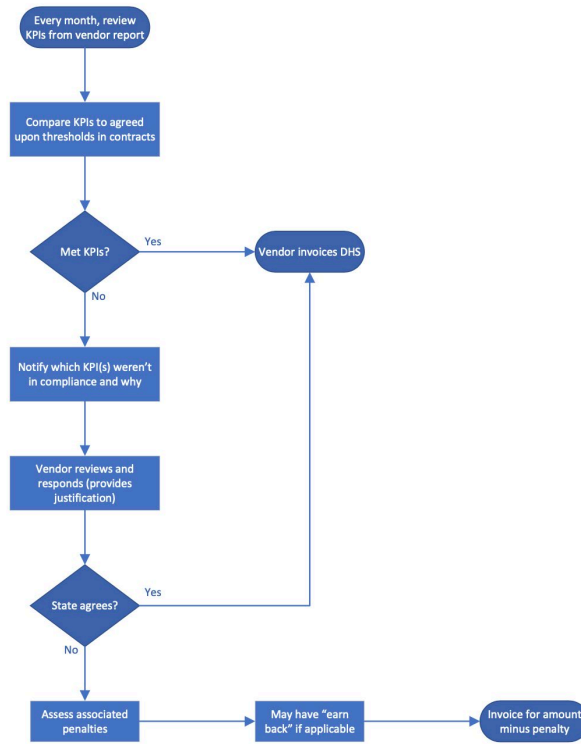 Every month, review
KPIs from vendor report
Compare KPIs to agreed
upon thresholds in contracts
Met KPIs?
Yes
Vendor invoices DHS
No
Notify which KPI(s) weren’t
in compliance and why
Vendor reviews and
responds (provides
justification)
State agrees?
Yes
No
Assess associated
penalties
May have “earn
back” if applicable
Invoice for amount
minus penalty